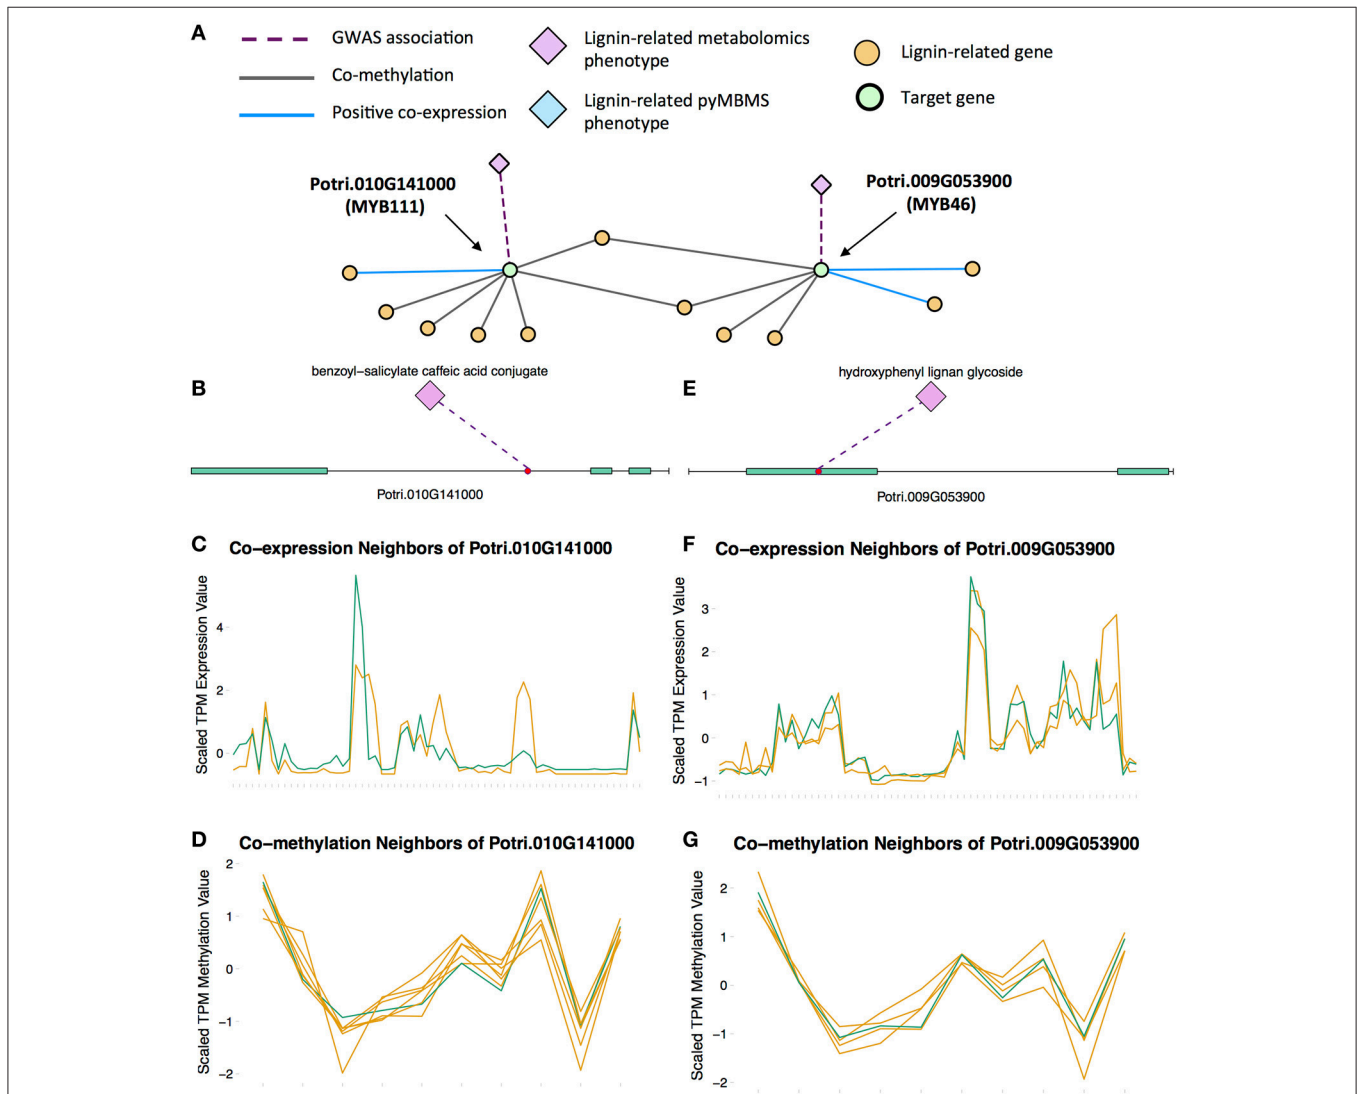 A
GWAS association
Co-methylation
Positive co-expression
Lignin-related metabolomics
phenotype
Lignin-related pyMBMS
phenotype
Lignin-related gene
Target gene
Potri.010G141000
(MYB111)
Potri.009G053900
(MYB46)
B
benzoyl−salicylate caffeic acid conjugate
Potri.010G141000
E
hydroxyphenyl lignan glycoside
Potri.009G053900
C
Co−expression Neighbors of Potri.010G141000
Scaled TPM Expression Value
4
2
0
F
Co−expression Neighbors of Potri.009G053900
Scaled TPM Expression Value
3
2
1
0
−1
D
Co−methylation Neighbors of Potri.010G141000
Scaled TPM Methylation Value
2
1
0
−1
−2
G
Co−methylation Neighbors of Potri.009G053900
Scaled TPM Methylation Value
2
1
0
−1
−2